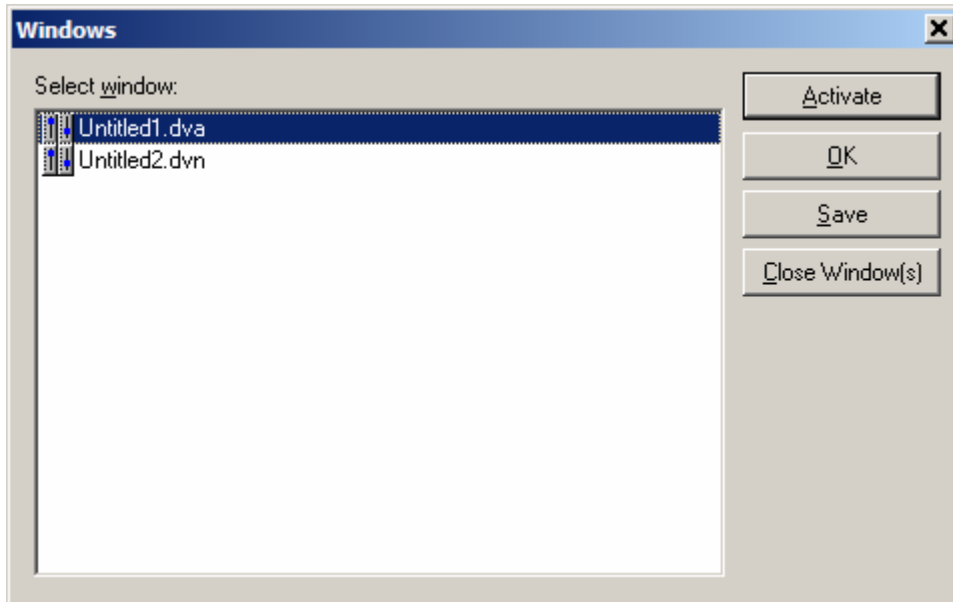 Windows
Select window:
Untitled1.dva
Untitled2.dvn
Activate
OK
Save
Close Window(s)